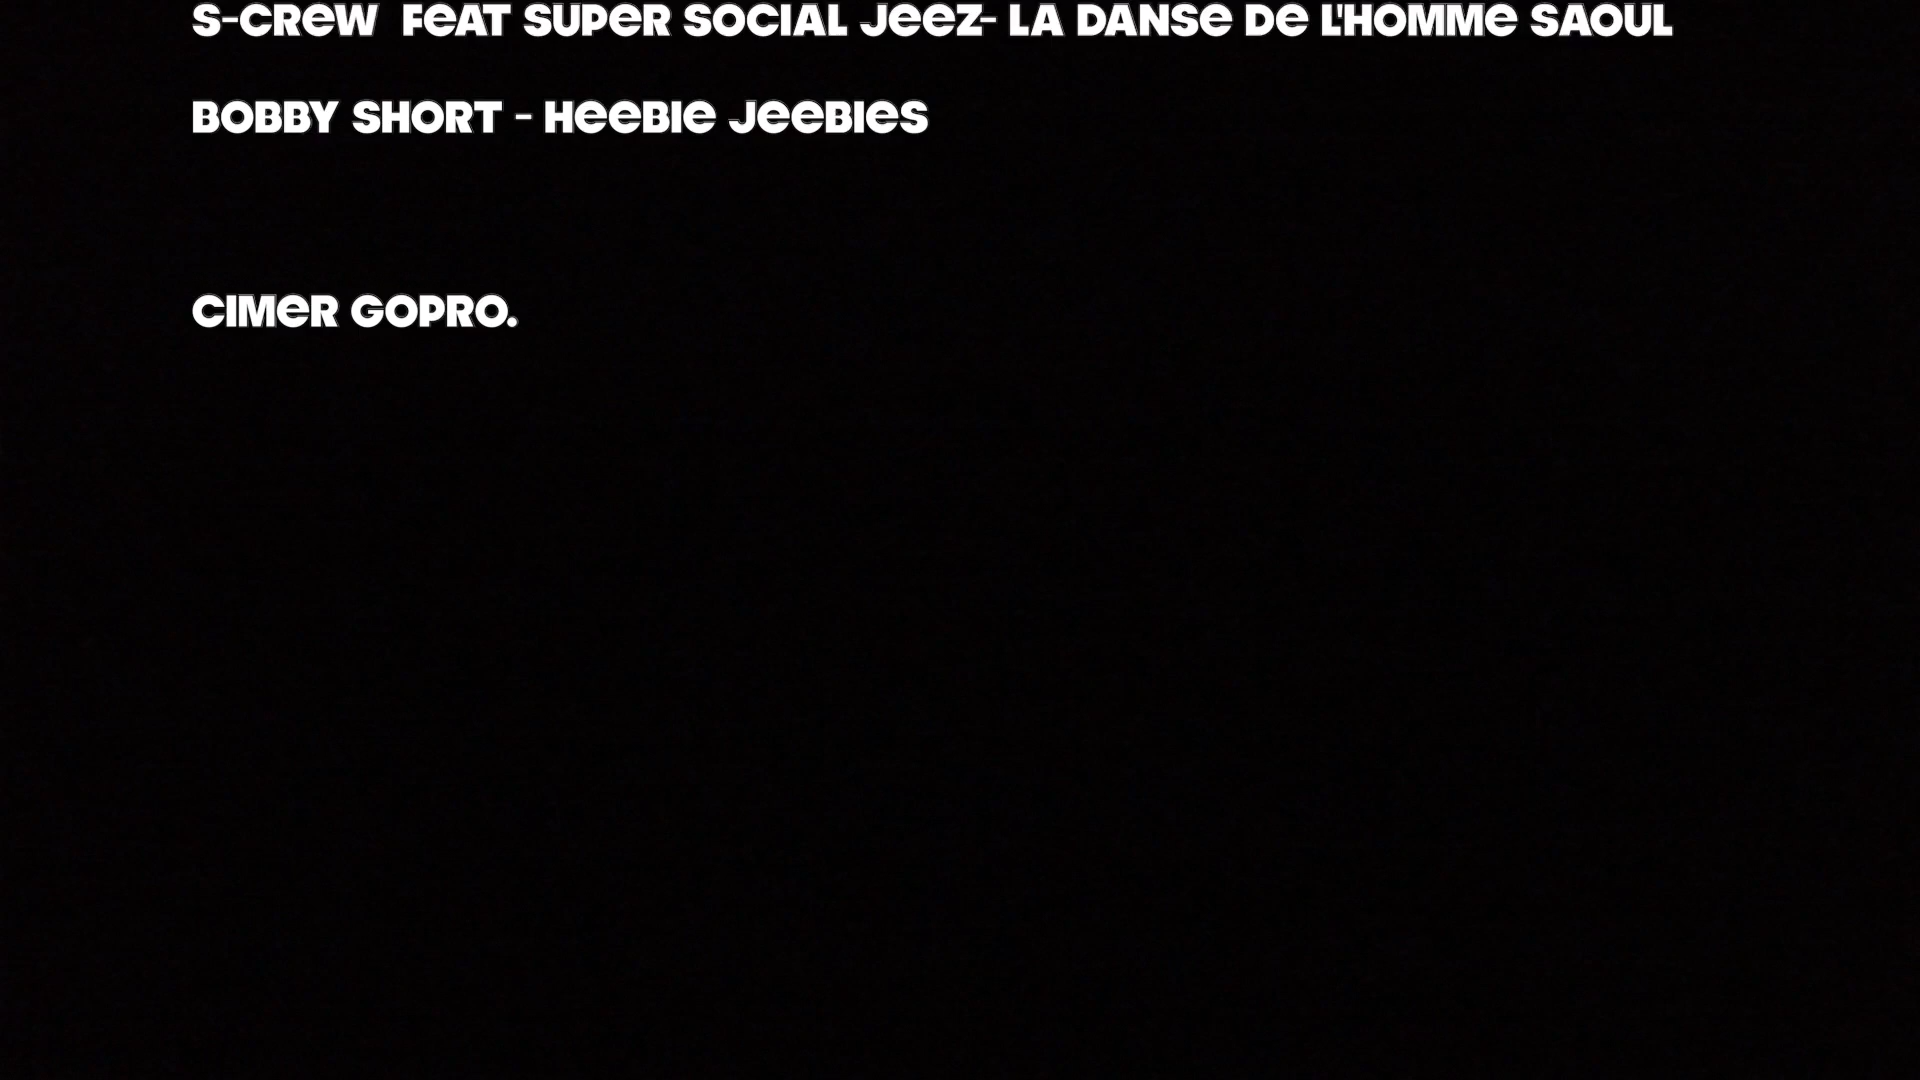 S-CReW FeAT SUPeR SOCIAL JeeZ- LA DANSe De L'HOMMe SAOUL
BOBBY SHORT - HeeBIe JeeBIeS
CIMeR GOPRO.